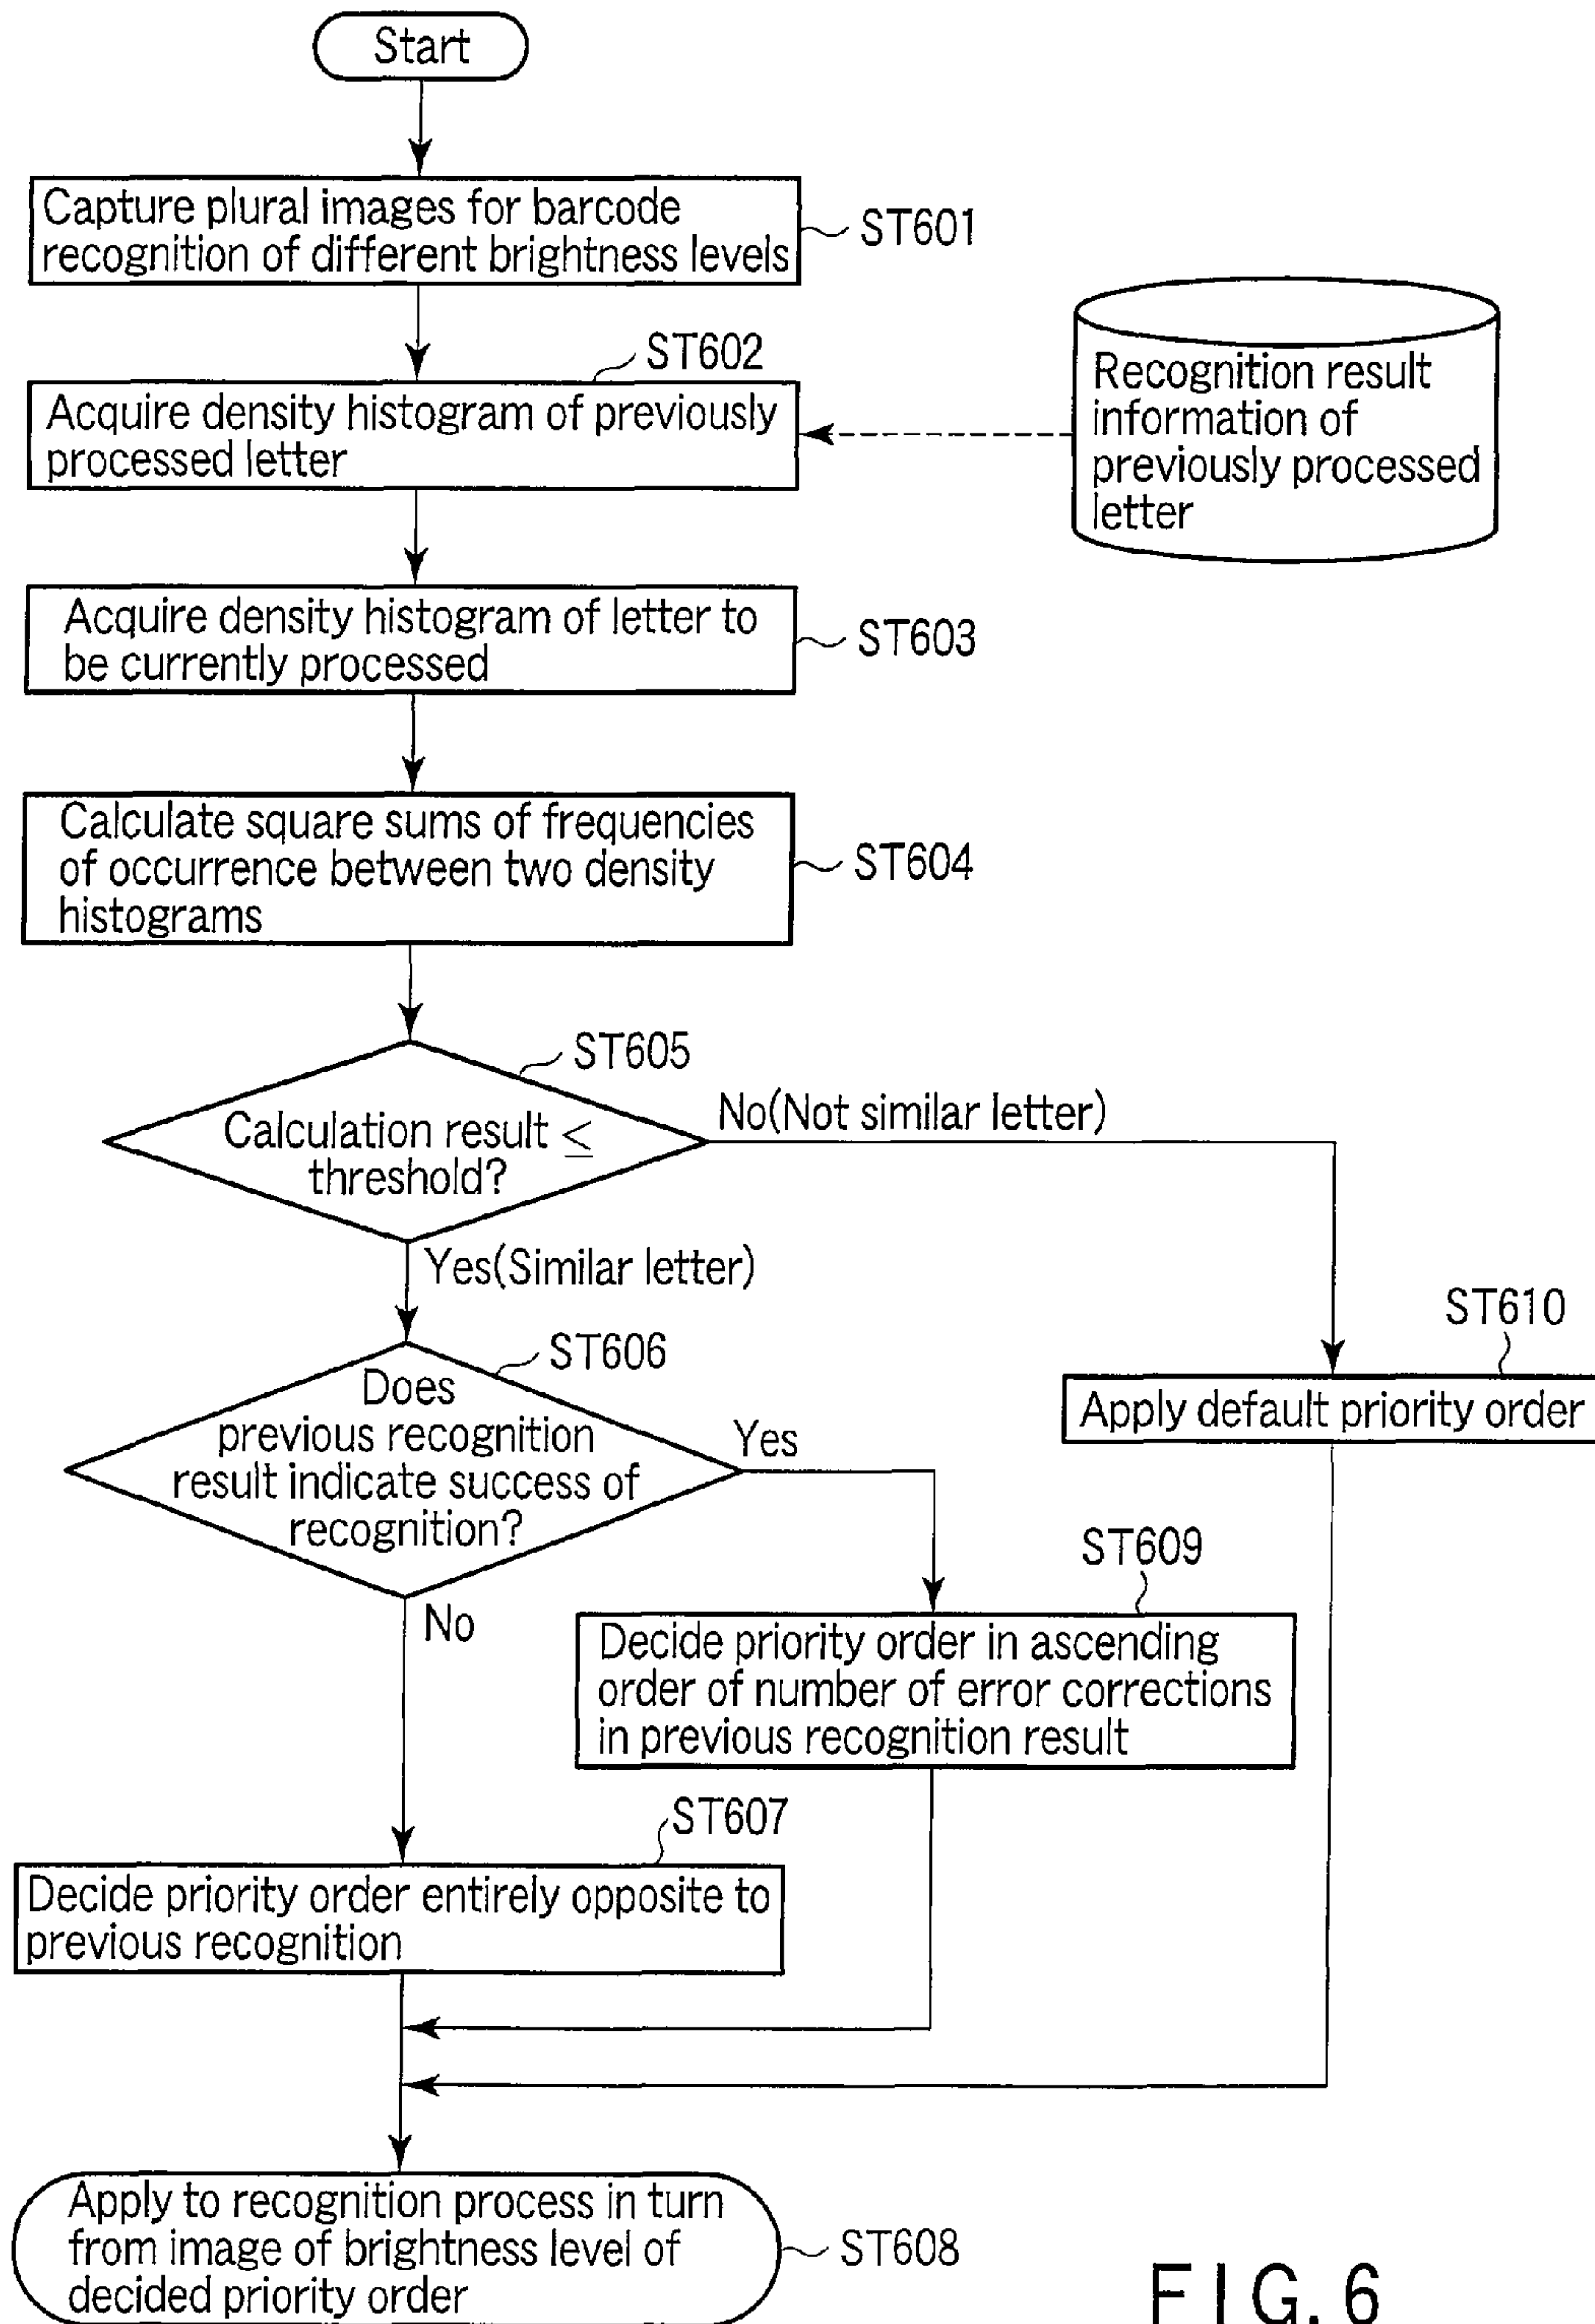 Start
Capture plural images for barcode
recognition of different brightness levels
ST601
ST602
Acquire density histogram of previously
processed letter
Recognition result
information of
previously processed
letter
Acquire density histogram of letter to
be currently processed
ST603
Calculate square sums of frequencies
of occurrence between two density
histograms
ST604
ST605
Calculation result ≤
threshold?
No(Not similar letter)
Yes(Similar letter)
ST606
Does
previous recognition
result indicate success of
recognition?
Yes
No
ST610
Apply default priority order
ST609
Decide priority order in ascending
order of number of error corrections
in previous recognition result
ST607
Decide priority order entirely opposite to
previous recognition
Apply to recognition process in turn
from image of brightness level of
decided priority order
ST608
FIG. 6